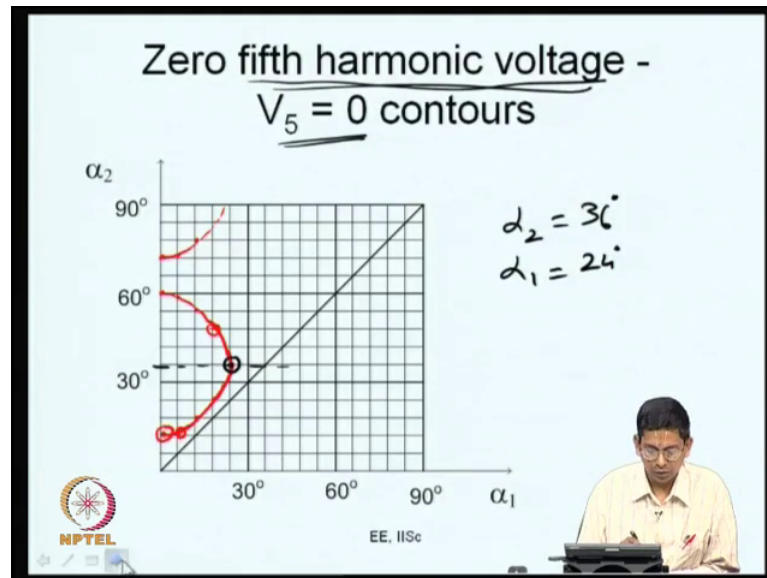 Zero fifth harmonic voltage -
V₅ = 0 contours
α₂
90°
60°
30°
30°
60°
90°
α₁
α₂ = 36°
α₁ = 24°
EE, IISc
NPTEL